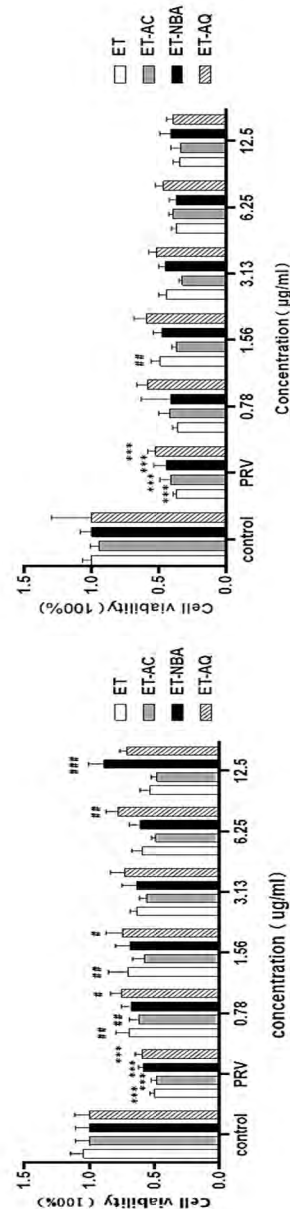 Cell viability (100%)
1.5
1.0
0.5
0.0
*** *** *** ***
## ## #
## #
##
###
control PRV 0.78 1.56 3.13 6.25 12.5
concentration ( ug/ml)
ET
ET-AC
ET-NBA
ET-AQ
Cell viability(100%)
1.5
1.0
0.5
0.0
*** *** *** ***
##
control PRV 0.78 1.56 3.13 6.25 12.5
Concentration ( μg/ml)
ET
ET-AC
ET-NBA
ET-AQ